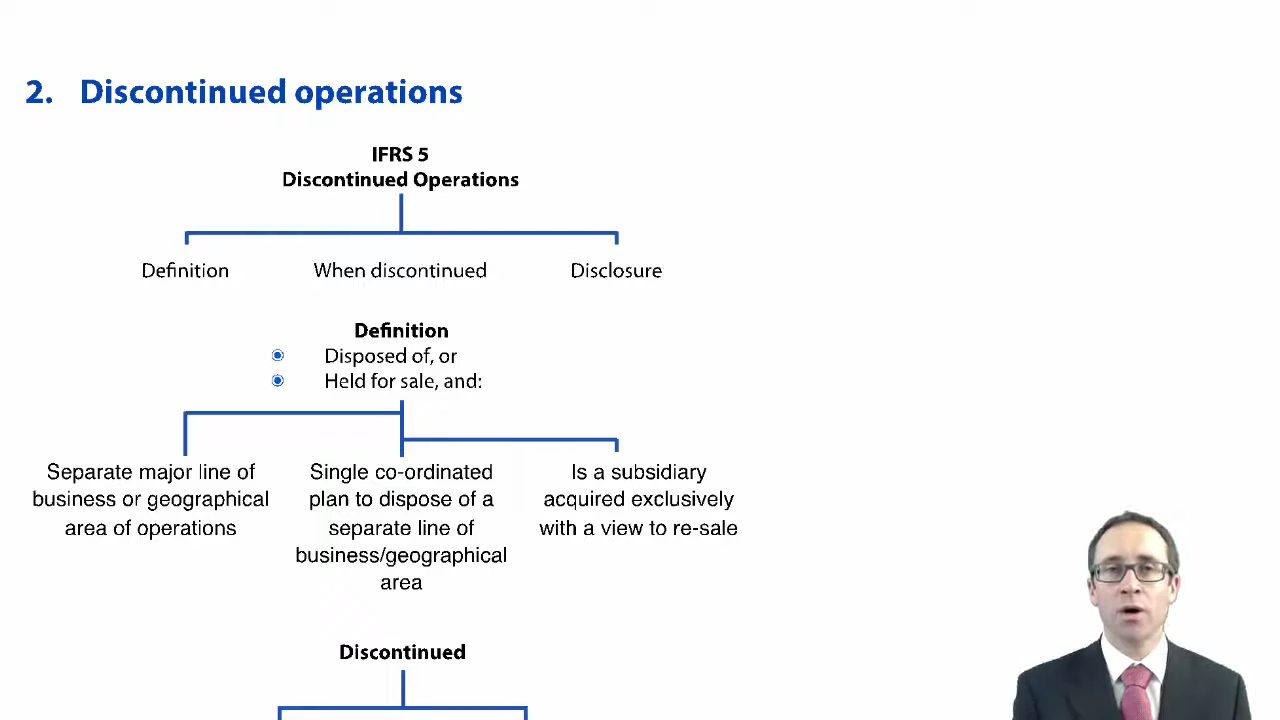 2. Discontinued operations
IFRS 5
Discontinued Operations
Definition
When discontinued
Disclosure
Definition
Disposed of, or
Held for sale, and:
Separate major line of
business or geographical
area of operations
Single co-ordinated
plan to dispose of a
separate line of
business/geographical
area
Is a subsidiary
acquired exclusively
with a view to re-sale
Discontinued